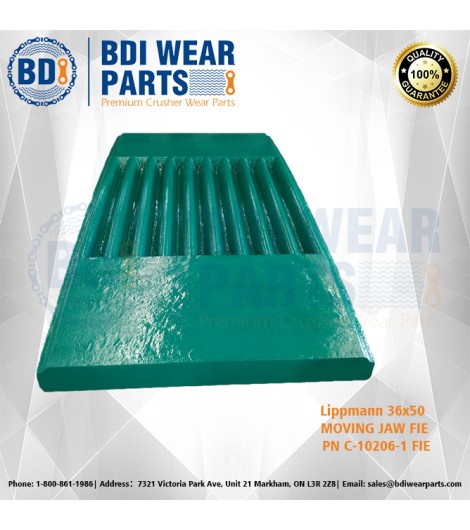 BDI
BDI WEAR
PARTS
Premium Crusher Wear Parts
QUALITY
100%
GUARANTEE
BDI WEAR
PARTS
Premium Crusher Wear Parts
Lippmann 36x50
MOVING JAW FIE
PN C-10206-1 FIE
Phone: 1-800-861-1986| Address: 7321 Victoria Park Ave, Unit 21 Markham, ON L3R 2Z8| Email: sales@bdiwearparts.com